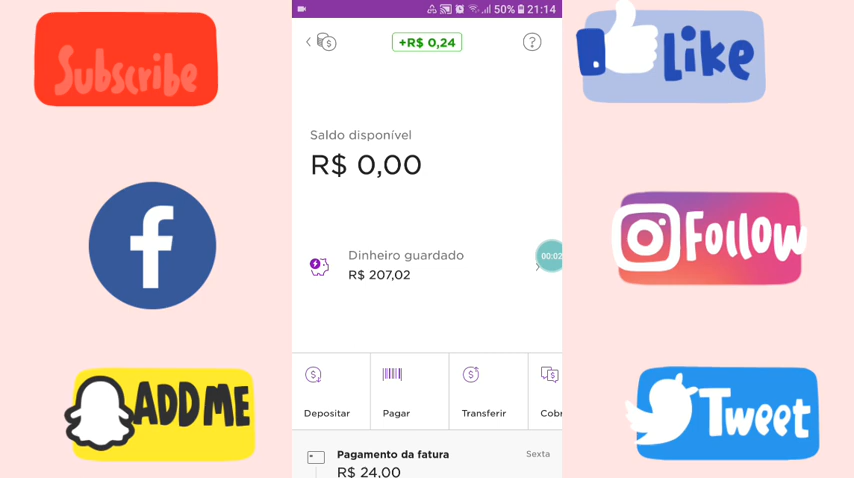 Subscribe
ADD ME
50% 21:14
+R$ 0,24
?
Saldo disponível
R$ 0,00
Dinheiro guardado
R$ 207,02
00:02
Depositar
Pagar
Transferir
Cobr
Pagamento da fatura
Sexta
R$ 24,00
Like
Follow
Tweet